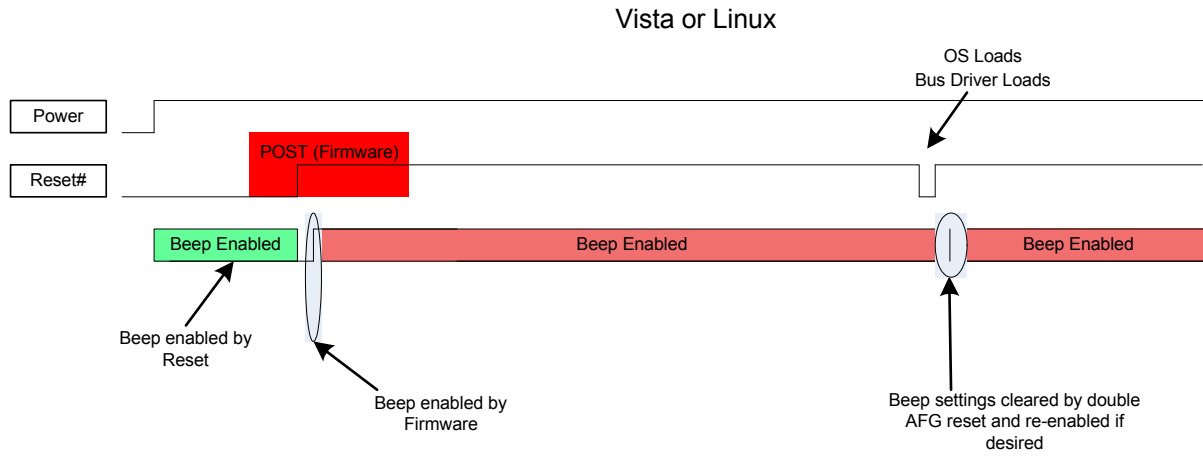 Vista or Linux
OS Loads
Bus Driver Loads
Power
POST (Firmware)
Reset#
Beep Enabled
Beep Enabled
Beep Enabled
Beep enabled by
Reset
Beep enabled by
Firmware
Beep settings cleared by double
AFG reset and re-enabled if
desired